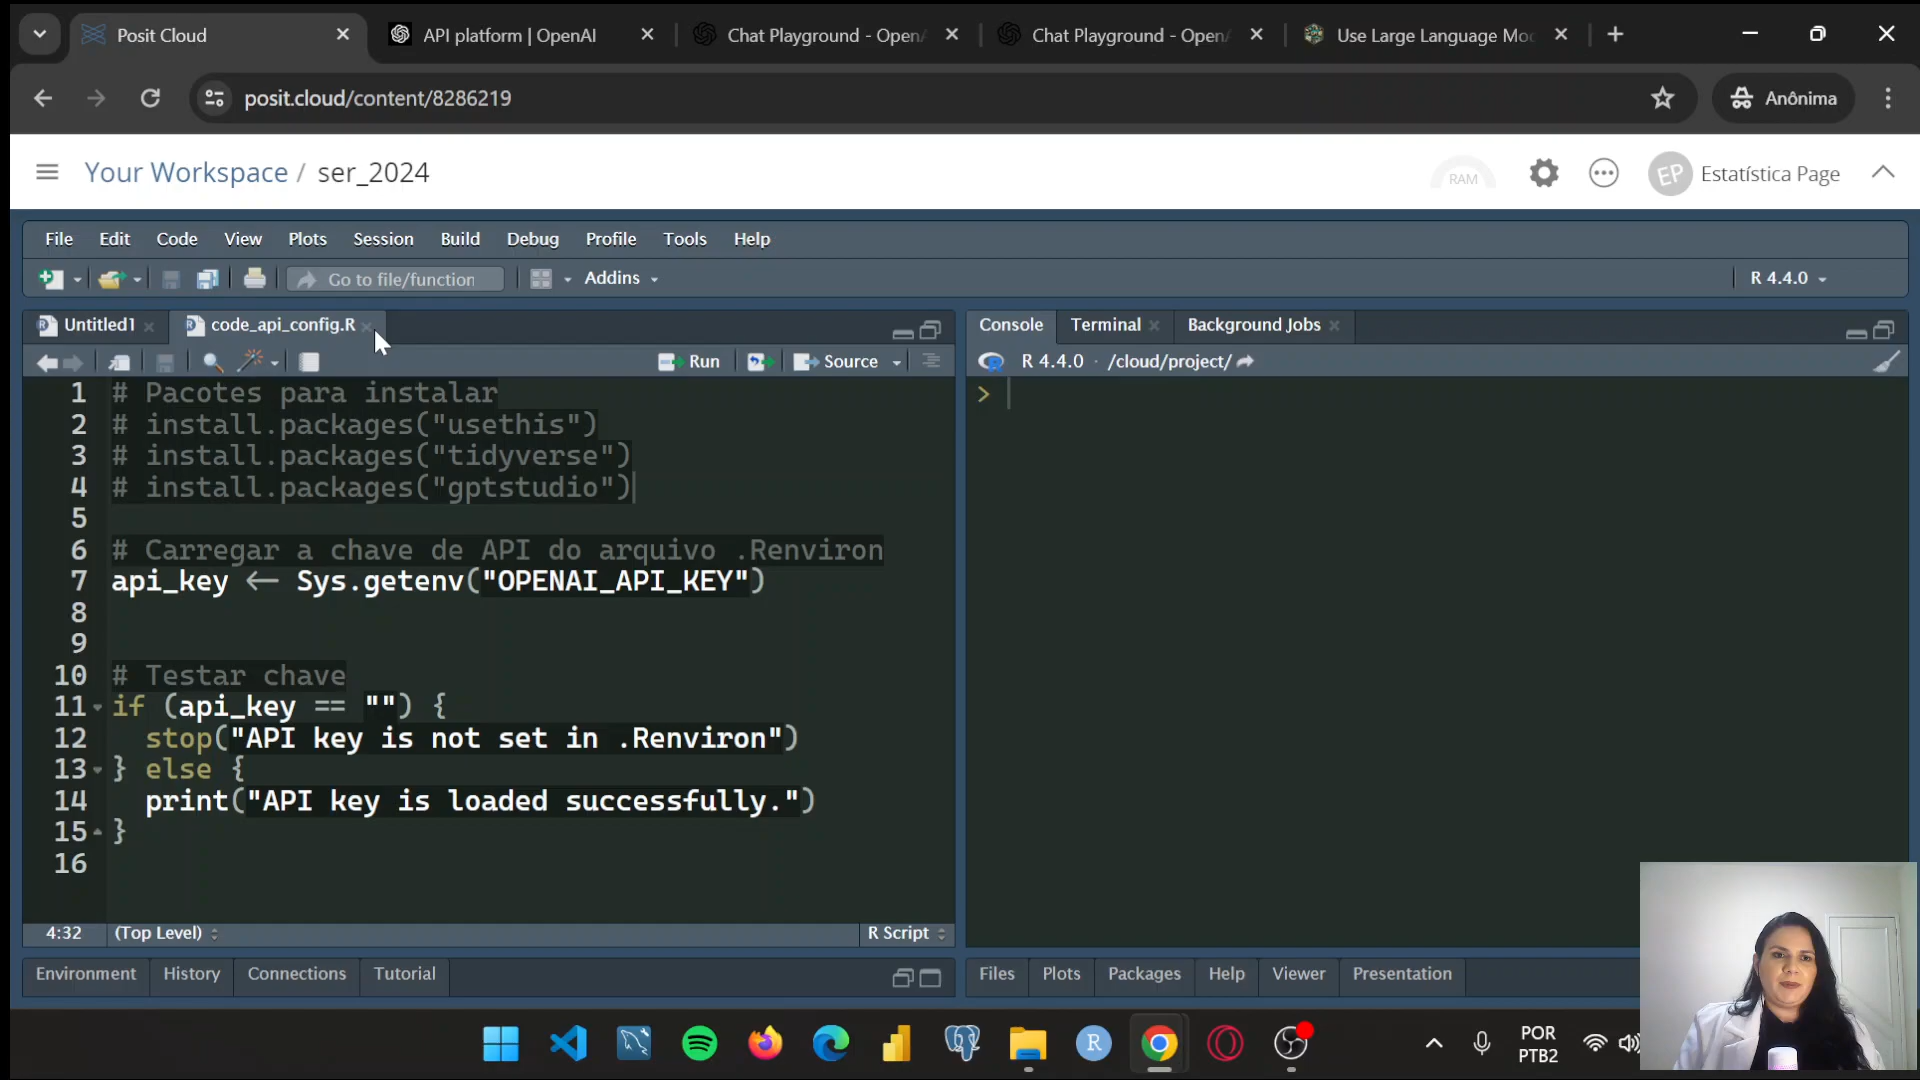 Posit Cloud
API platform | OpenAI
Chat Playground - OpenA
Chat Playground - OpenA
Use Large Language Mod
posit.cloud/content/8286219
Anônima
Your Workspace / ser_2024
RAM
EP
Estatística Page
File Edit Code View Plots Session Build Debug Profile Tools Help
Go to file/function
Addins
R 4.4.0
Untitled1
code_api_config.R
Run
Source
1 # Pacotes para instalar
2 # install.packages("usethis")
3 # install.packages("tidyverse")
4 # install.packages("gptstudio")
5
6 # Carregar a chave de API do arquivo .Renviron
7 api_key <- Sys.getenv("OPENAI_API_KEY")
8
9
10 # Testar chave
11 if (api_key == "") {
12 stop("API key is not set in .Renviron")
13 } else {
14 print("API key is loaded successfully.")
15 }
16
4:32 (Top Level)
R Script
Environment History Connections Tutorial
Console Terminal Background Jobs
R 4.4.0 · /cloud/project/
>
Files Plots Packages Help Viewer Presentation
POR
PTB2